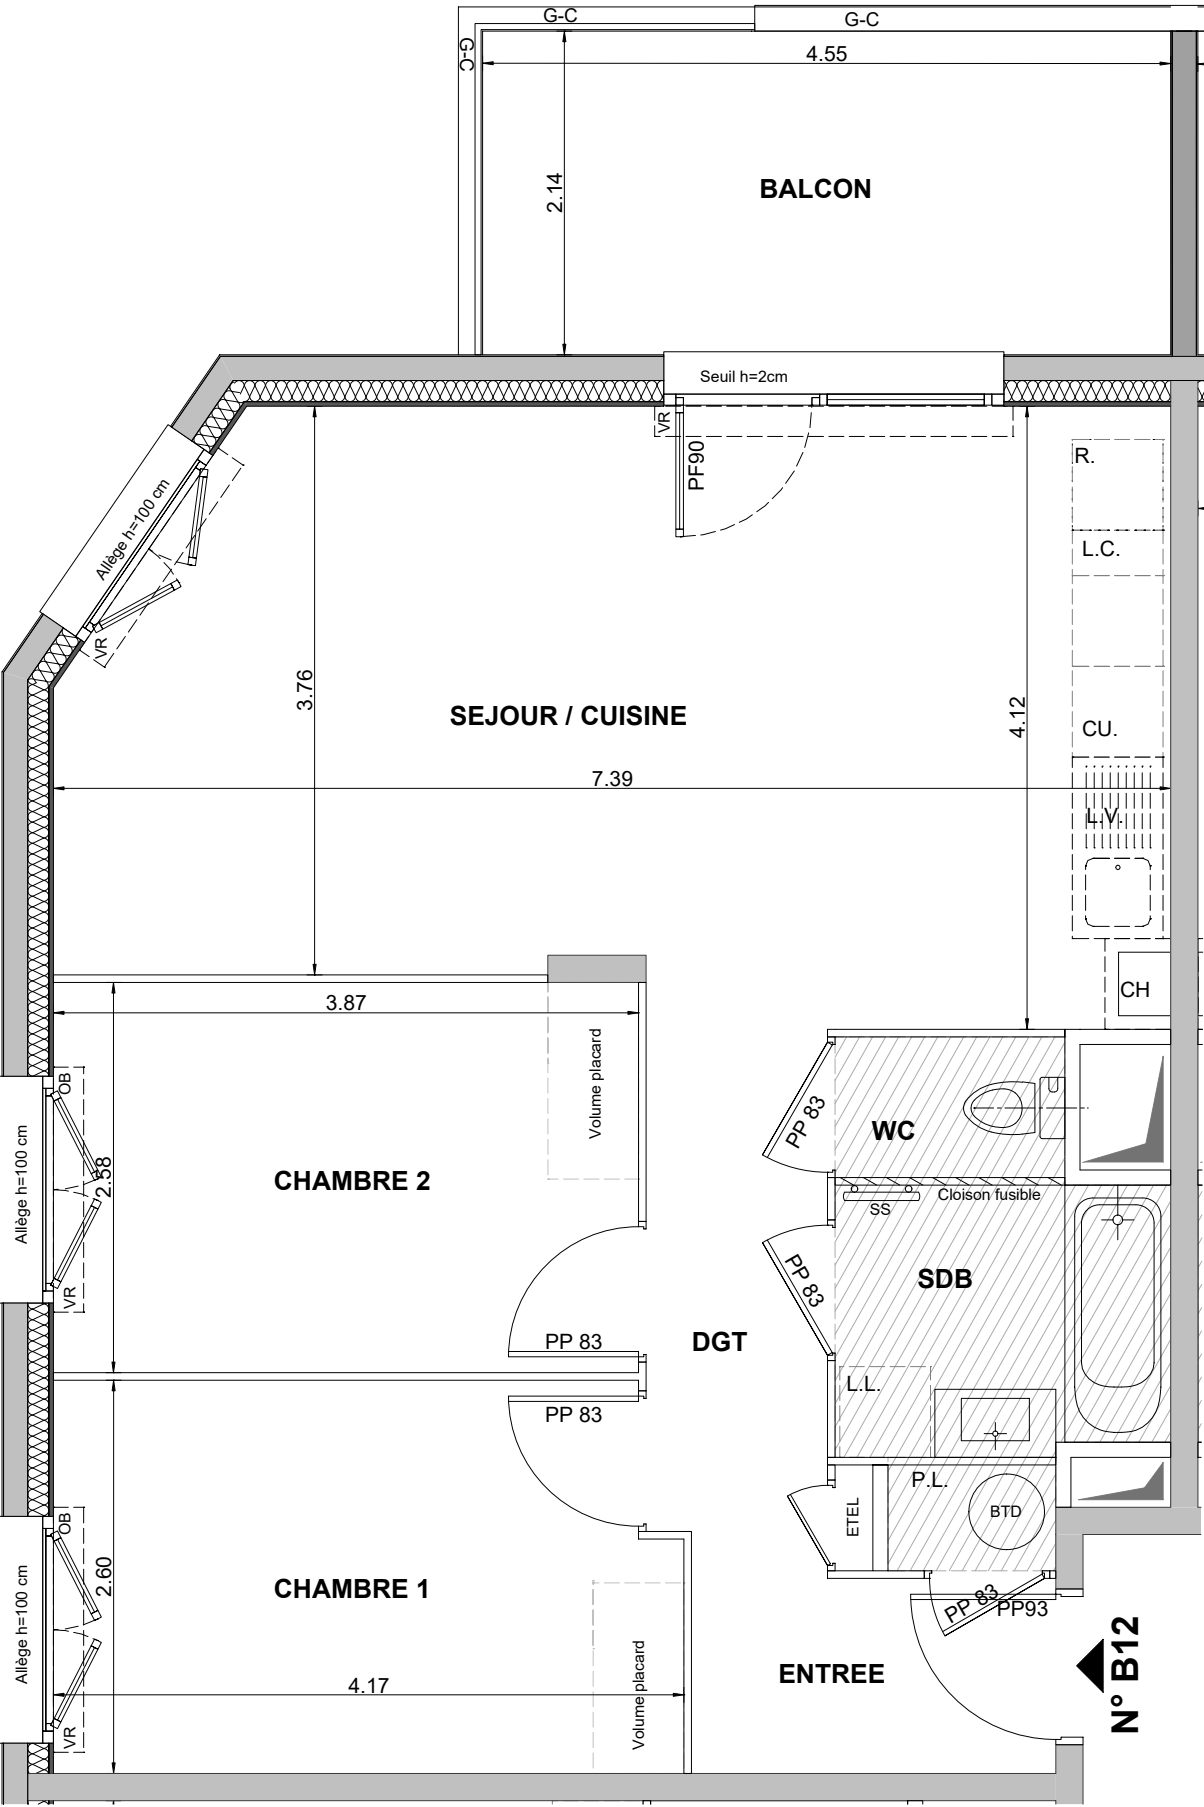 G-C
G-C
G-C
4.55
2.14
BALCON
Seuil h=2cm
VR
PF90
R.
L.C.
Allège h=100 cm
VR
3.76
SEJOUR / CUISINE
4.12
CU.
7.39
L.V.
CH
3.87
Volume placard
OB
PP 83
WC
Allège h=100 cm
2.58
CHAMBRE 2
Cloison fusible
SS
VR
PP 83
SDB
PP 83
DGT
L.L.
PP 83
P.L.
OB
ETEL
BTD
Allège h=100 cm
2.60
CHAMBRE 1
PP 83
PP93
N° B12
4.17
Volume placard
ENTREE
VR